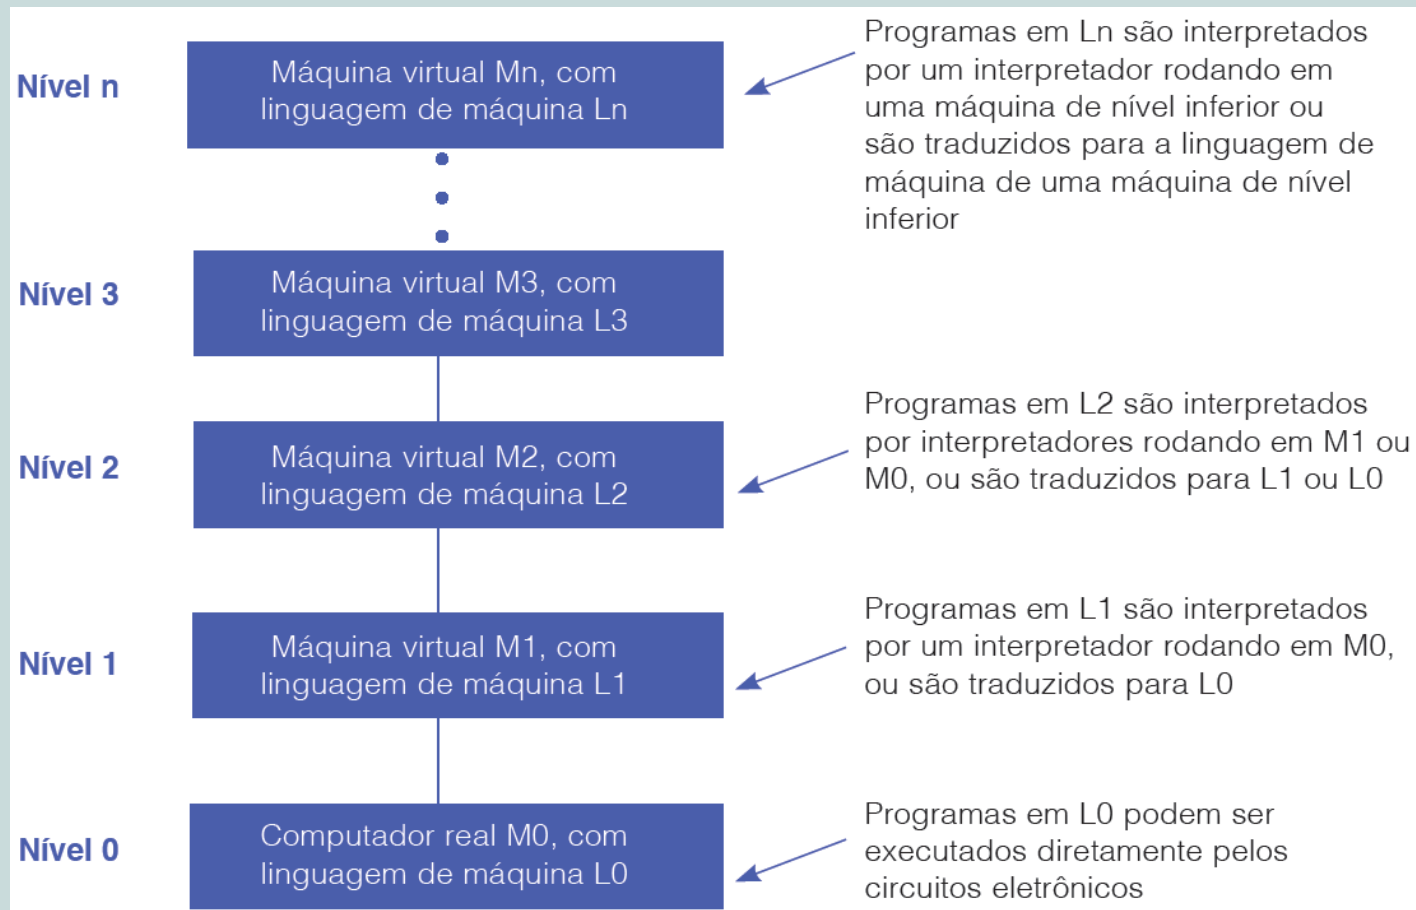 Nível n
Máquina virtual Mn, com
linguagem de máquina Ln
Programas em Ln são interpretados
por um interpretador rodando em
uma máquina de nível inferior ou
são traduzidos para a linguagem de
máquina de uma máquina de nível
inferior
Nível 3
Máquina virtual M3, com
linguagem de máquina L3
Nível 2
Máquina virtual M2, com
linguagem de máquina L2
Programas em L2 são interpretados
por interpretadores rodando em M1 ou
M0, ou são traduzidos para L1 ou L0
Nível 1
Máquina virtual M1, com
linguagem de máquina L1
Programas em L1 são interpretados
por um interpretador rodando em M0,
ou são traduzidos para L0
Nível 0
Computador real M0, com
linguagem de máquina L0
Programas em L0 podem ser
executados diretamente pelos
circuitos eletrônicos